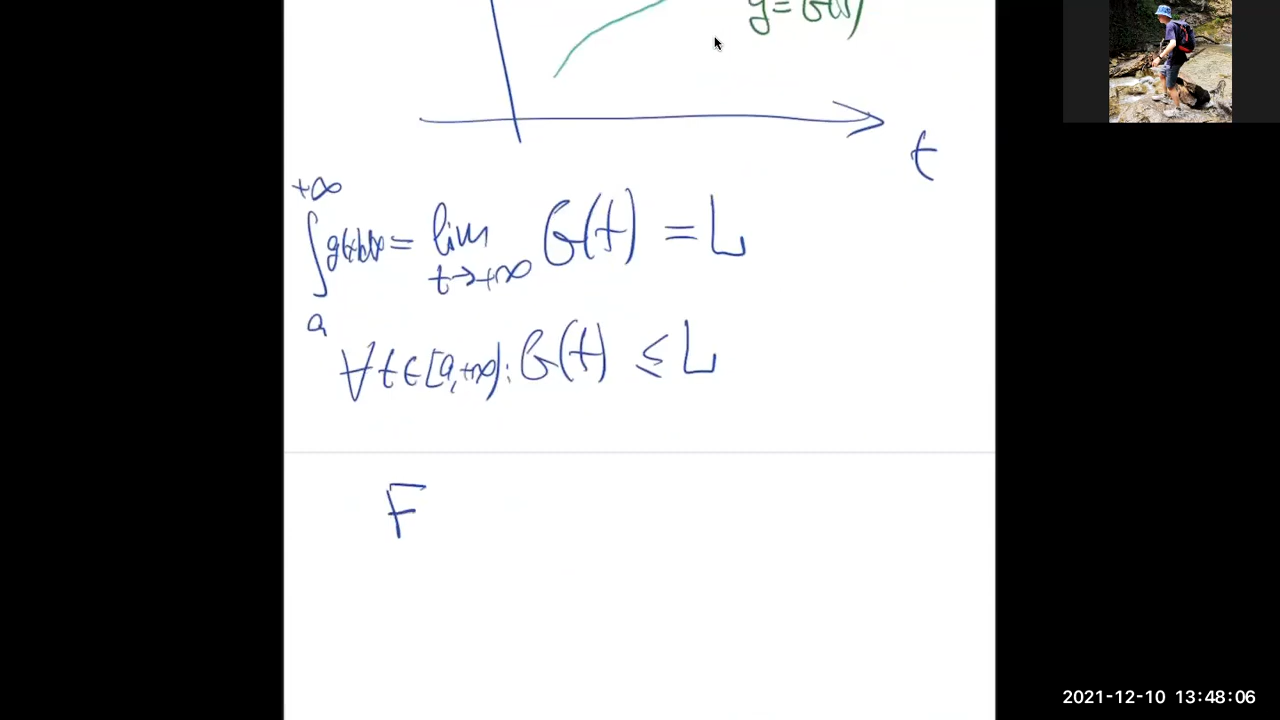 y = G(t)
t
+∞
∫ g(x)dx = lim G(t) = L
t→+∞
a
∀t∈[a,+∞): G(t) ≤ L
F
2021-12-10 13:48:06